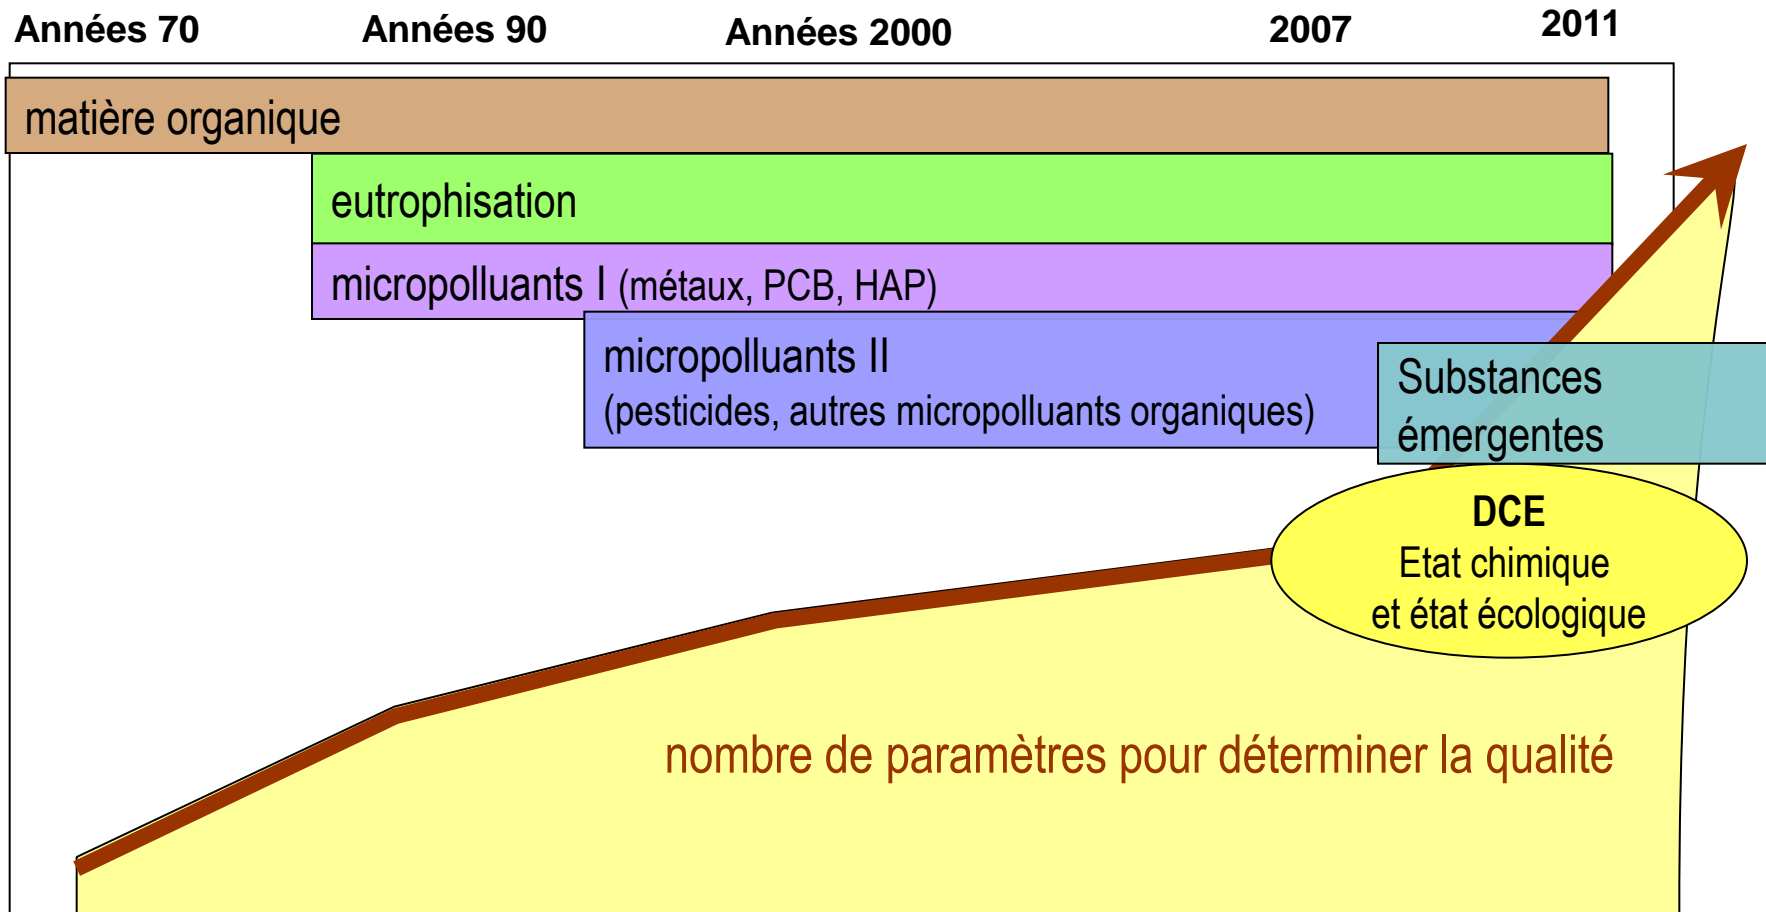 Années 70
Années 90
Années 2000
2007
2011
matière organique
eutrophisation
micropolluants I (métaux, PCB, HAP)
micropolluants II
(pesticides, autres micropolluants organiques)
Substances
émergentes
DCE
Etat chimique
et état écologique
nombre de paramètres pour déterminer la qualité